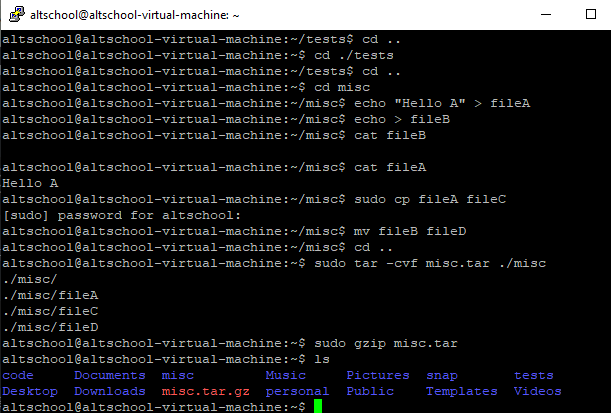 altschool@altschool-virtual-machine: ~
altschool@altschool-virtual-machine:~/tests$ cd ..
altschool@altschool-virtual-machine:~$ cd ./tests
altschool@altschool-virtual-machine:~/tests$ cd ..
altschool@altschool-virtual-machine:~$ cd misc
altschool@altschool-virtual-machine:~/misc$ echo "Hello A" > fileA
altschool@altschool-virtual-machine:~/misc$ echo > fileB
altschool@altschool-virtual-machine:~/misc$ cat fileB

altschool@altschool-virtual-machine:~/misc$ cat fileA
Hello A
altschool@altschool-virtual-machine:~/misc$ sudo cp fileA fileC
[sudo] password for altschool:
altschool@altschool-virtual-machine:~/misc$ mv fileB fileD
altschool@altschool-virtual-machine:~/misc$ cd ..
altschool@altschool-virtual-machine:~$ sudo tar -cvf misc.tar ./misc
./misc/
./misc/fileA
./misc/fileC
./misc/fileD
altschool@altschool-virtual-machine:~$ sudo gzip misc.tar
altschool@altschool-virtual-machine:~$ ls
code Documents misc Music Pictures snap tests
Desktop Downloads misc.tar.gz personal Public Templates Videos
altschool@altschool-virtual-machine:~$